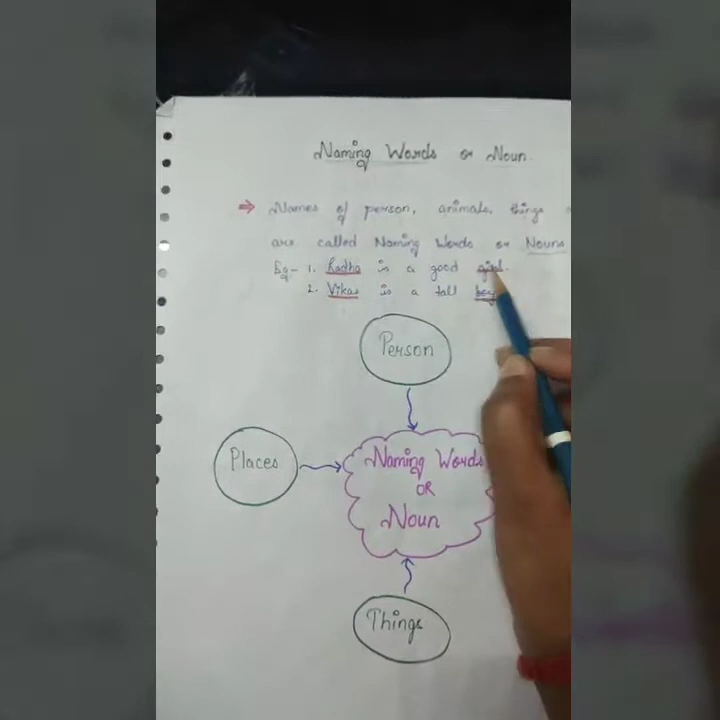 Naming Words or Noun.
⇒ Names of person, animals, things
are called Naming Words or Nouns
Eg- 1. Radha is a good girl.
2. Vikas is a tall boy
Person
Places
Naming Words
OR
Noun
Things